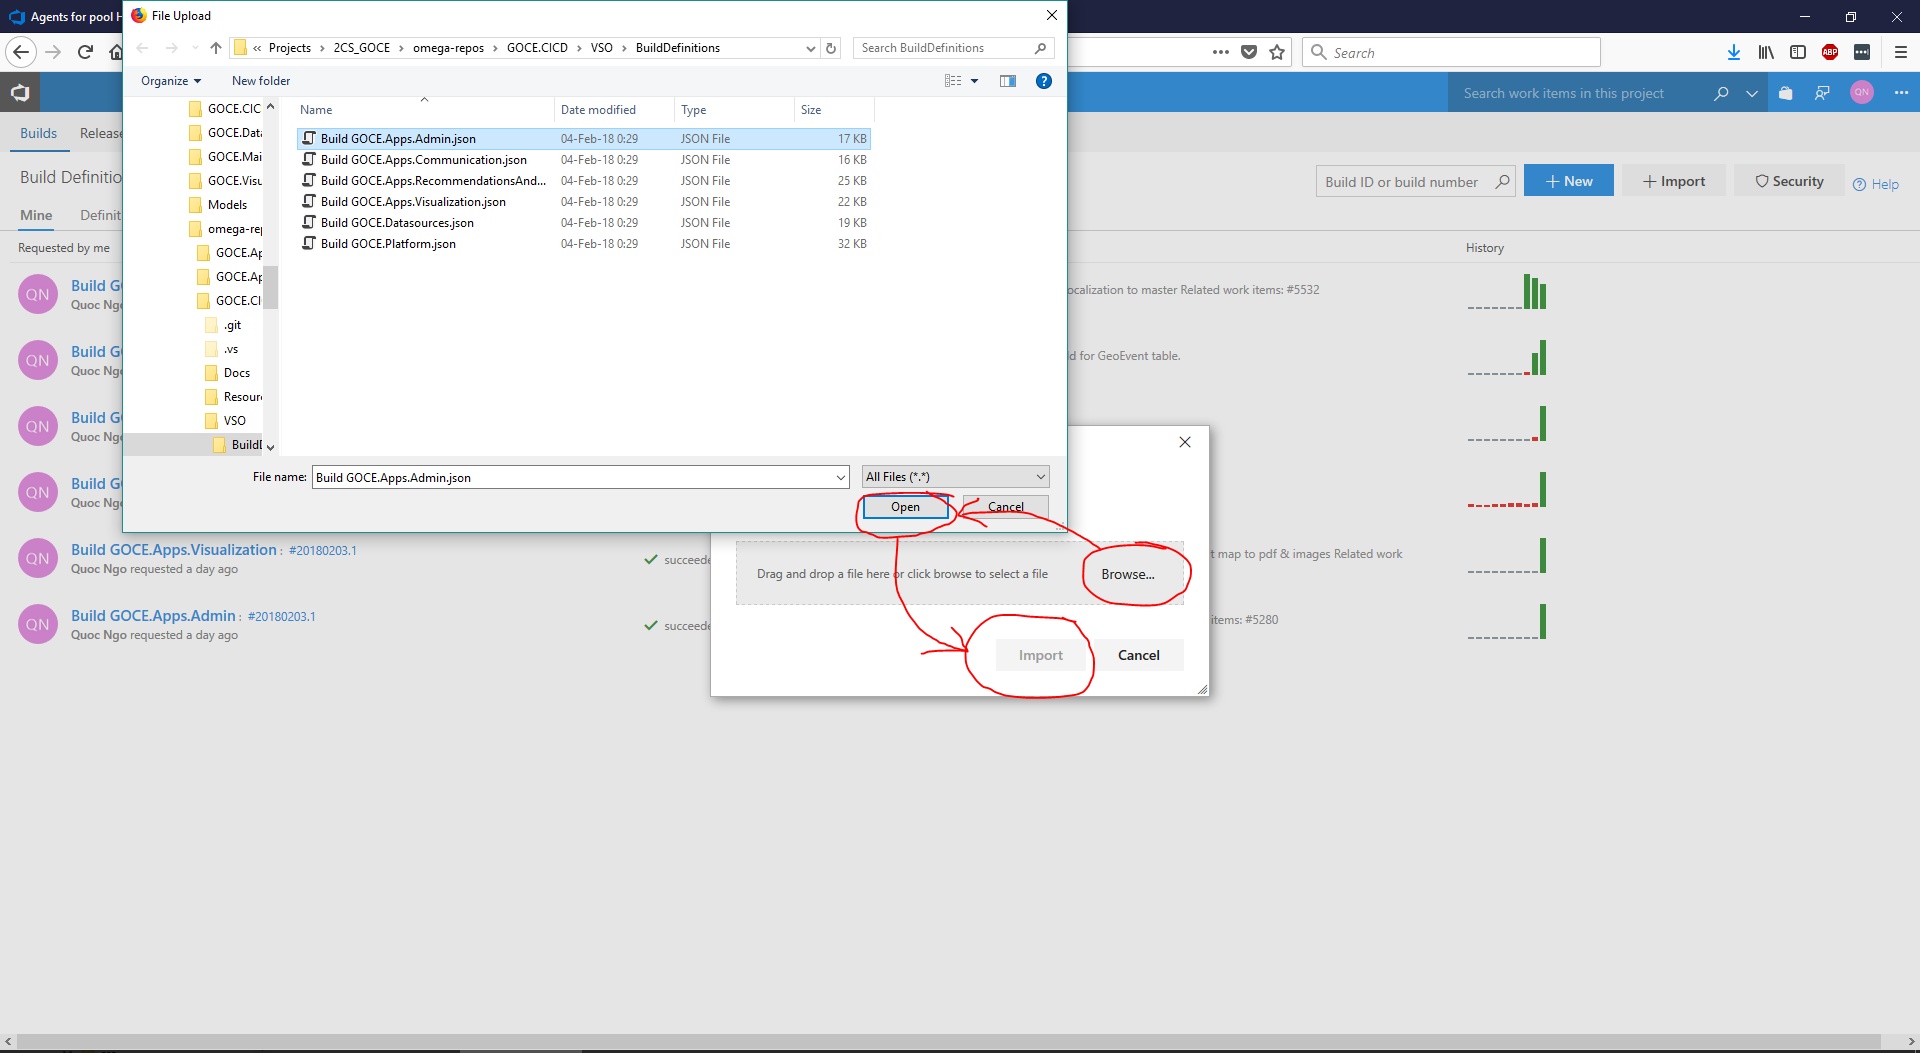 Agents for pool H
File Upload
« Projects › 2CS_GOCE › omega-repos › GOCE.CICD › VSO › BuildDefinitions
Search BuildDefinitions
Search
Organize
New folder
Search work items in this project
QN
ABP
Name
Date modified
Type
Size
Build GOCE.Apps.Admin.json 04-Feb-18 0:29 JSON File 17 KB
Build GOCE.Apps.Communication.json 04-Feb-18 0:29 JSON File 16 KB
Build GOCE.Apps.RecommendationsAnd... 04-Feb-18 0:29 JSON File 25 KB
Build GOCE.Apps.Visualization.json 04-Feb-18 0:29 JSON File 22 KB
Build GOCE.Datasources.json 04-Feb-18 0:29 JSON File 19 KB
Build GOCE.Platform.json 04-Feb-18 0:29 JSON File 32 KB
GOCE.CIC
GOCE.Data
GOCE.Mai
GOCE.Visu
Models
omega-rep
GOCE.Ap
GOCE.Ap
GOCE.CI
.git
.vs
Docs
Resourc
VSO
BuildD
File name: Build GOCE.Apps.Admin.json
All Files (*.*)
Open
Cancel
Builds
Release
Build Definitio
Build ID or build number
+ New
+ Import
Security
Help
Mine
Definit
Requested by me
History
QN
Build G
Quoc Ngo
ocalization to master Related work items: #5532
QN
Build G
Quoc Ngo
d for GeoEvent table.
QN
Build G
Quoc Ngo
QN
Build G
Quoc Ngo
QN
Build GOCE.Apps.Visualization : #20180203.1
Quoc Ngo requested a day ago
succeede
t map to pdf & images Related work
QN
Build GOCE.Apps.Admin : #20180203.1
Quoc Ngo requested a day ago
succeede
items: #5280
Drag and drop a file here or click browse to select a file
Browse...
Import
Cancel